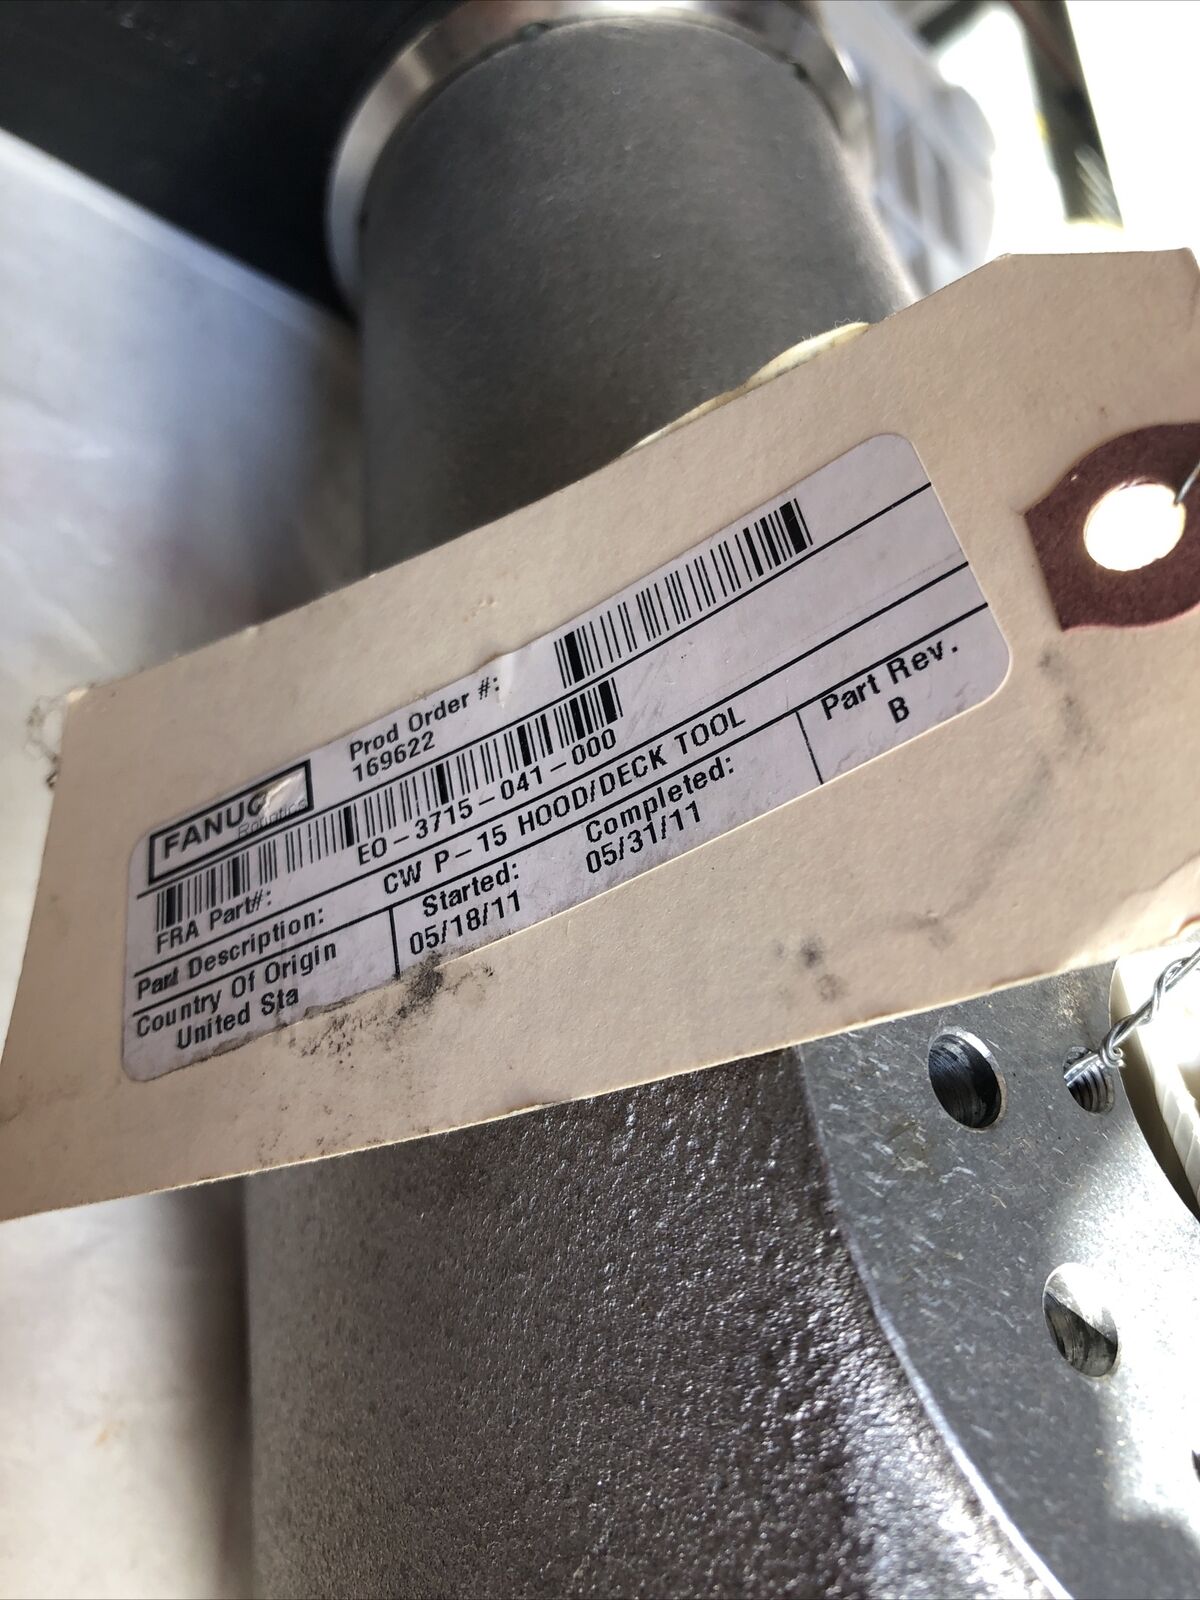 FANUC
Robotics
Prod Order #:
169622
FRA Part#:
EO-3715-041-000
Part Description:
CW P-15 HOOD/DECK TOOL
Country Of Origin
United Sta
Started:
05/18/11
Completed:
05/31/11
Part Rev.
B